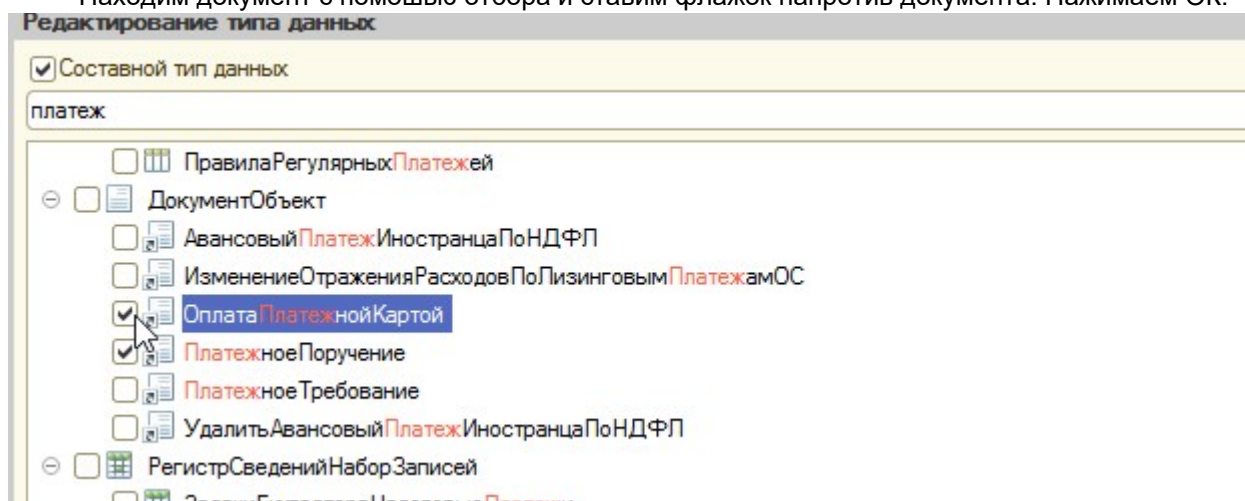 Находим документ с помощью отбора и ставим флажок напротив документа. Нажимаем ОК.
Редактирование типа данных
Составной тип данных
платеж
ПравилаРегулярныхПлатежей
ДокументОбъект
АвансовыйПлатежИностранцаПоНДФЛ
ИзменениеОтраженияРасходовПоЛизинговымПлатежамОС
ОплатаПлатежнойКартой
ПлатежноеПоручение
ПлатежноеТребование
УдалитьАвансовыйПлатежИностранцаПоНДФЛ
РегистрСведенийНаборЗаписей